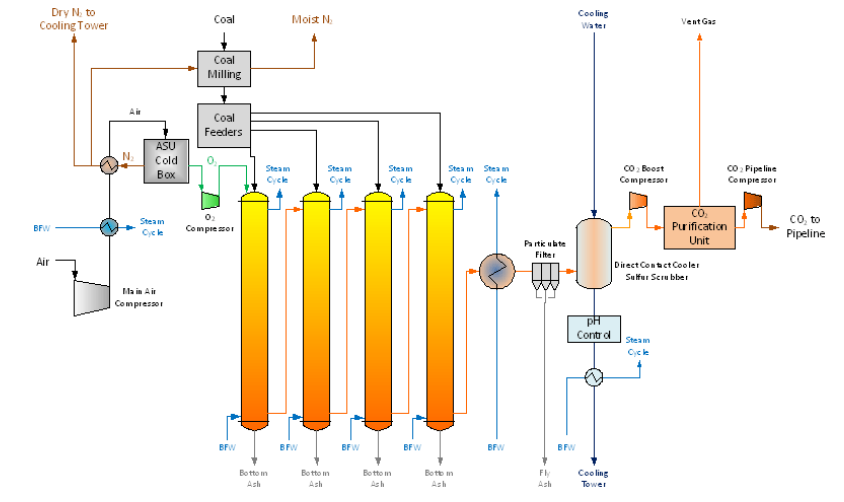 Dry N₂ to
Cooling Tower
Coal
Moist N₂
Cooling
Water
Vent Gas
Coal
Milling
Air
Coal
Feeders
ASU
Cold
Box
N₂
O₂
O₂
Compressor
Steam
Cycle
Steam
Cycle
Steam
Cycle
Steam
Cycle
Steam
Cycle
CO₂ Boost
Compressor
CO₂ Pipeline
Compressor
CO₂
Purification
Unit
CO₂ to
Pipeline
BFW
Steam
Cycle
Air
Main Air
Compressor
Particulate
Filter
Direct Contact Cooler
Sulfer Scrubber
pH
Control
Steam
Cycle
BFW
BFW
BFW
BFW
BFW
BFW
Bottom
Ash
Bottom
Ash
Bottom
Ash
Bottom
Ash
Fly
Ash
Cooling
Tower